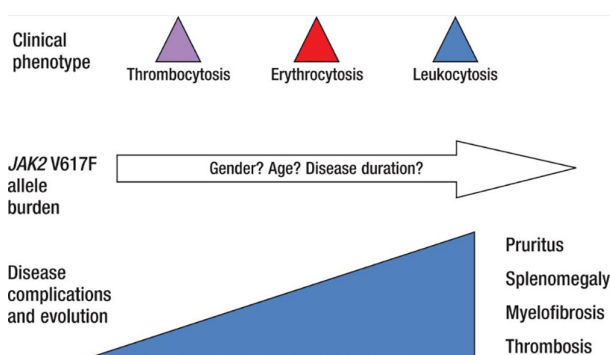 Clinical
phenotype
Thrombocytosis
Erythrocytosis
Leukocytosis
JAK2 V617F
allele
burden
Gender? Age? Disease duration?
Disease
complications
and evolution
Pruritus
Splenomegaly
Myelofibrosis
Thrombosis